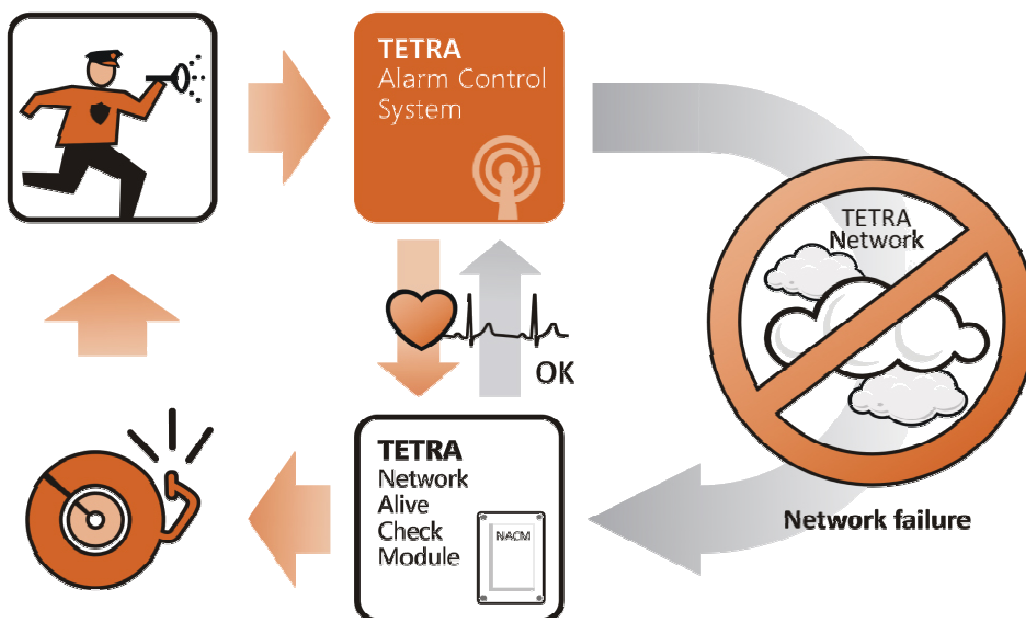 TETRA
Alarm Control
System
TETRA
Network
OK
TETRA
Network
Alive
Check
Module
NACM
Network failure